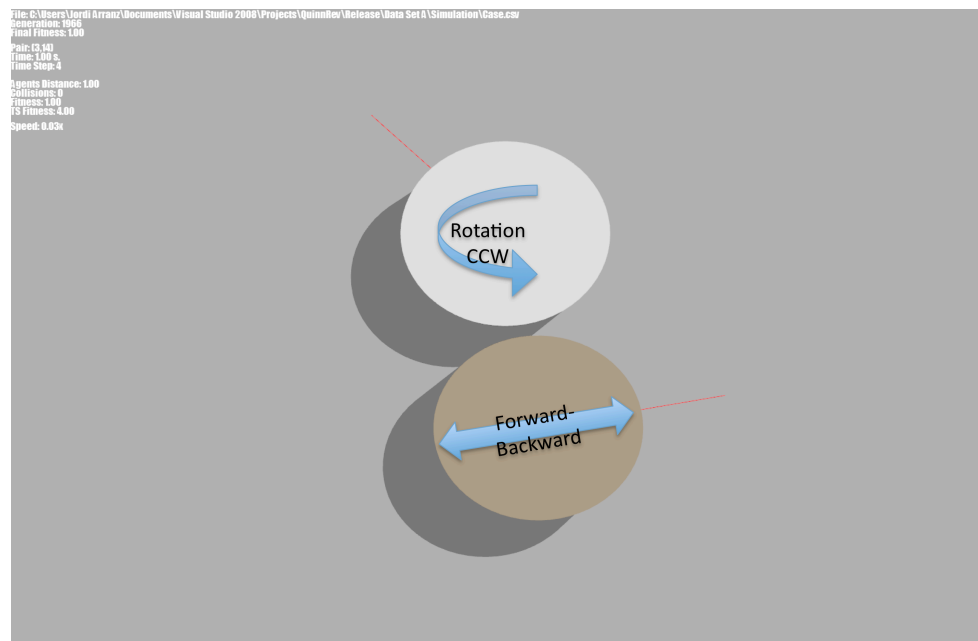 File: C:\Users\Jordi Arranz\Documents\Visual Studio 2008\Projects\QuinnRev\Release\Data Set A\Simulation\Case.csv
Generation: 1966
Final Fitness: 1.00
Pair: (3,14)
Time: 1.00 s.
Time Step: 4
Agents Distance: 1.00
Collisions: 0
Fitness: 1.00
TS Fitness: 4.00
Speed: 0.03x
Rotation
CCW
Forward-
Backward